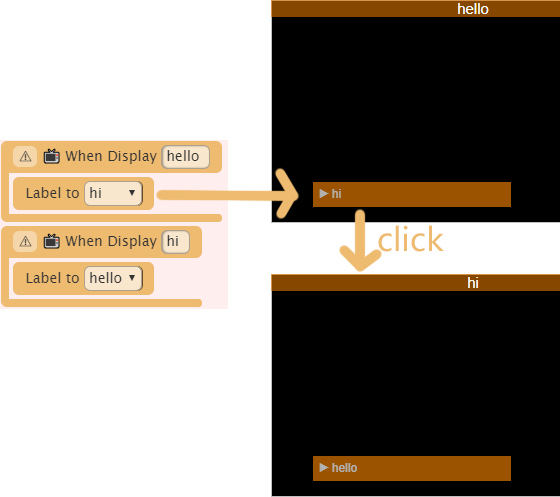 When Display hello
Label to hi
When Display hi
Label to hello
hello
hi
click
hi
hello